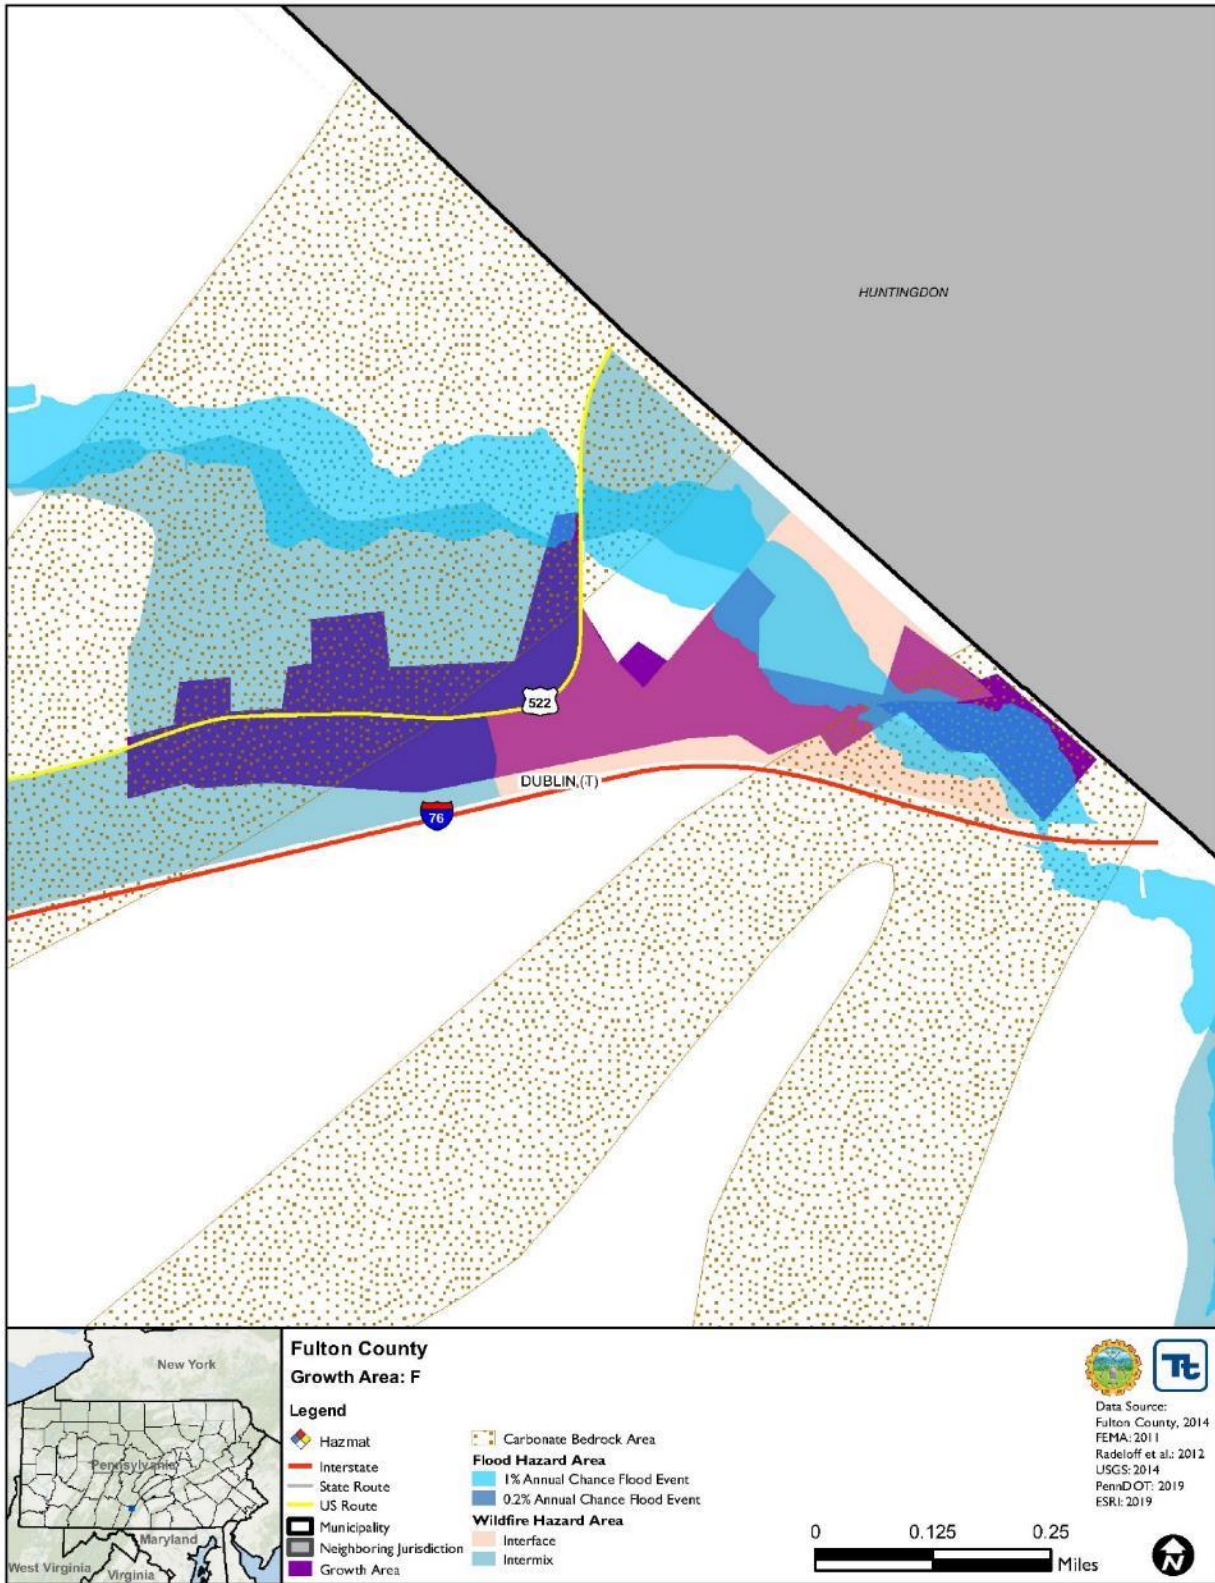 HUNTINGDON
522
DUBLIN (T)
76
New York
Pennsylvania
Maryland
West Virginia
Virginia
Fulton County
Growth Area: F
Legend
Hazmat
Interstate
State Route
US Route
Municipality
Neighboring Jurisdiction
Growth Area
Carbonate Bedrock Area
Flood Hazard Area
1% Annual Chance Flood Event
0.2% Annual Chance Flood Event
Wildfire Hazard Area
Interface
Intermix
Tt
Data Source:
Fulton County, 2014
FEMA: 2011
Radeloff et al.: 2012
USGS: 2014
PennDOT: 2019
ESRI: 2019
0 0.125 0.25
Miles
N